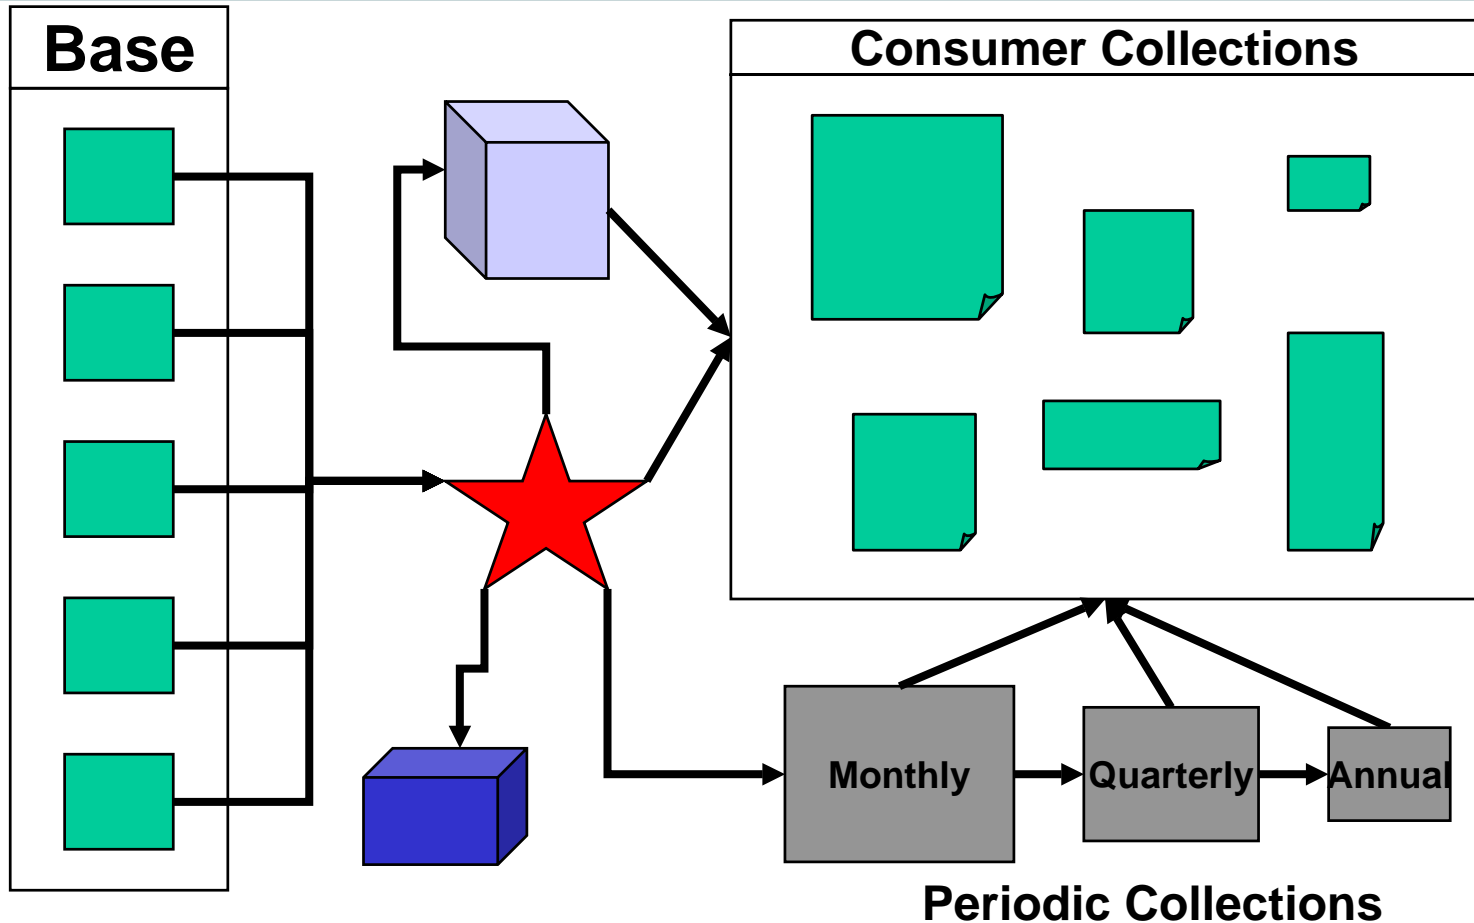 Base
Consumer Collections
Monthly
Quarterly
Annual
Periodic Collections